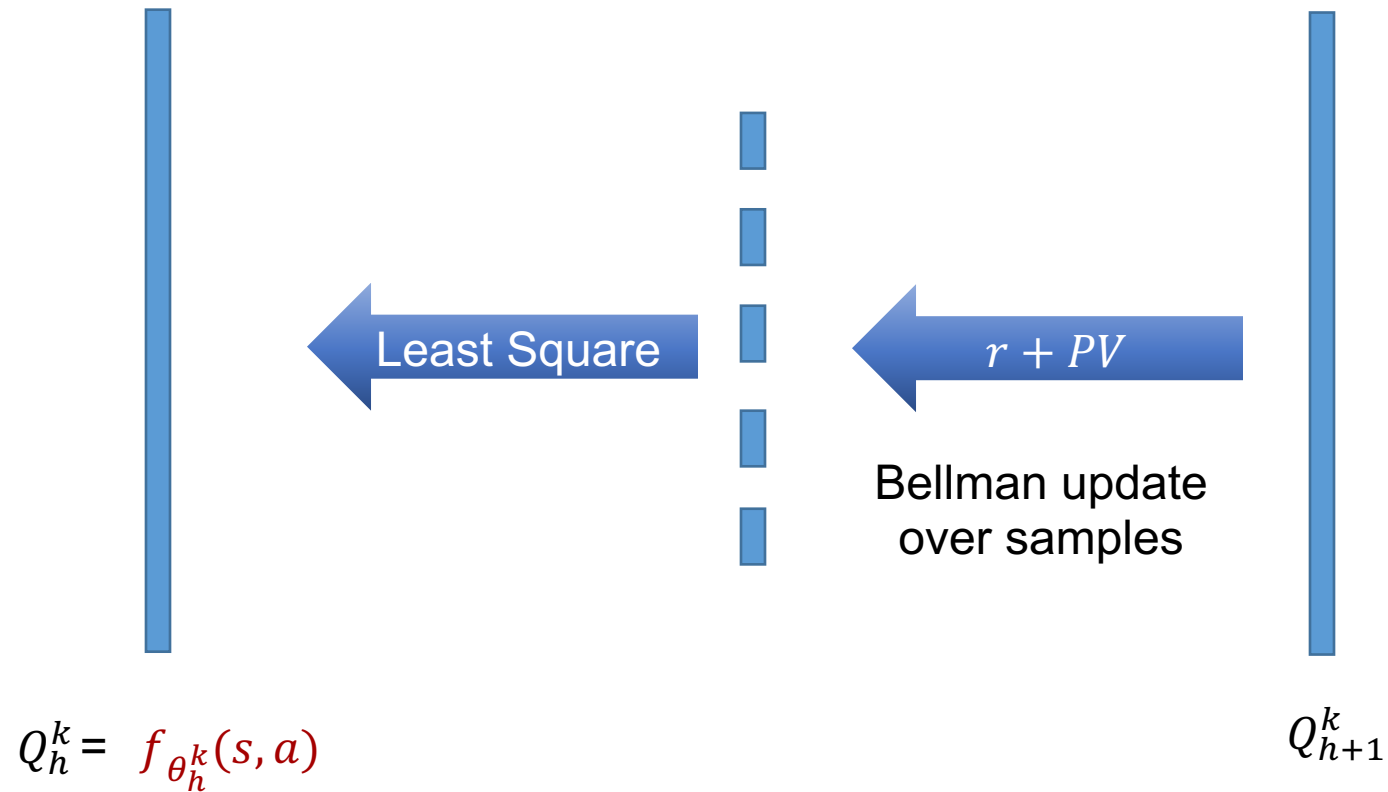 Least Square
r + PV
Bellman update
over samples
Q_h^k = f_{θ_h^k}(s, a)
Q_{h+1}^k